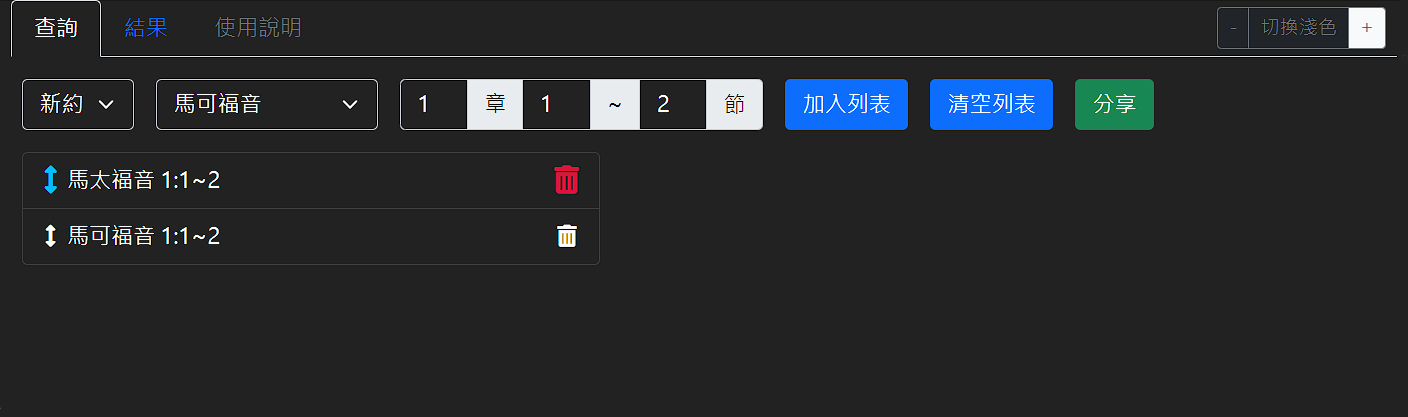 查詢 結果 使用說明 - 切換淺色 +
新約 馬可福音 1 章 1 ~ 2 節 加入列表 清空列表 分享
馬太福音 1:1~2
馬可福音 1:1~2